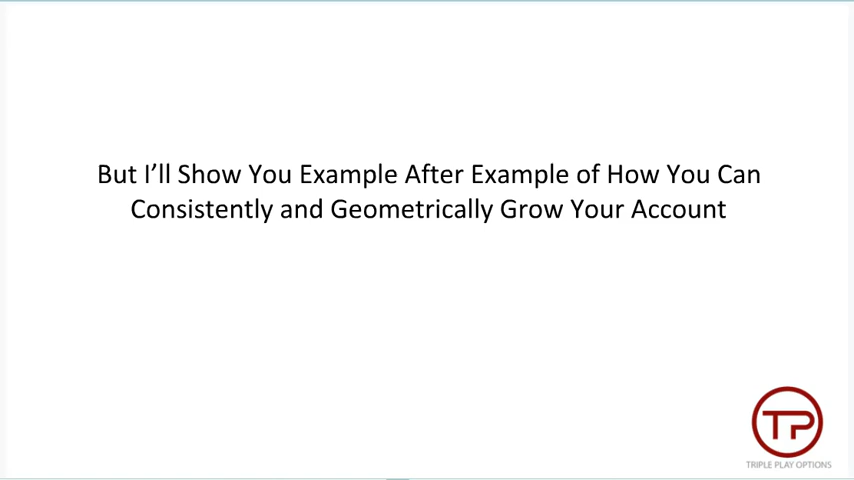 But I’ll Show You Example After Example of How You Can
Consistently and Geometrically Grow Your Account
TP
TRIPLE PLAY OPTIONS